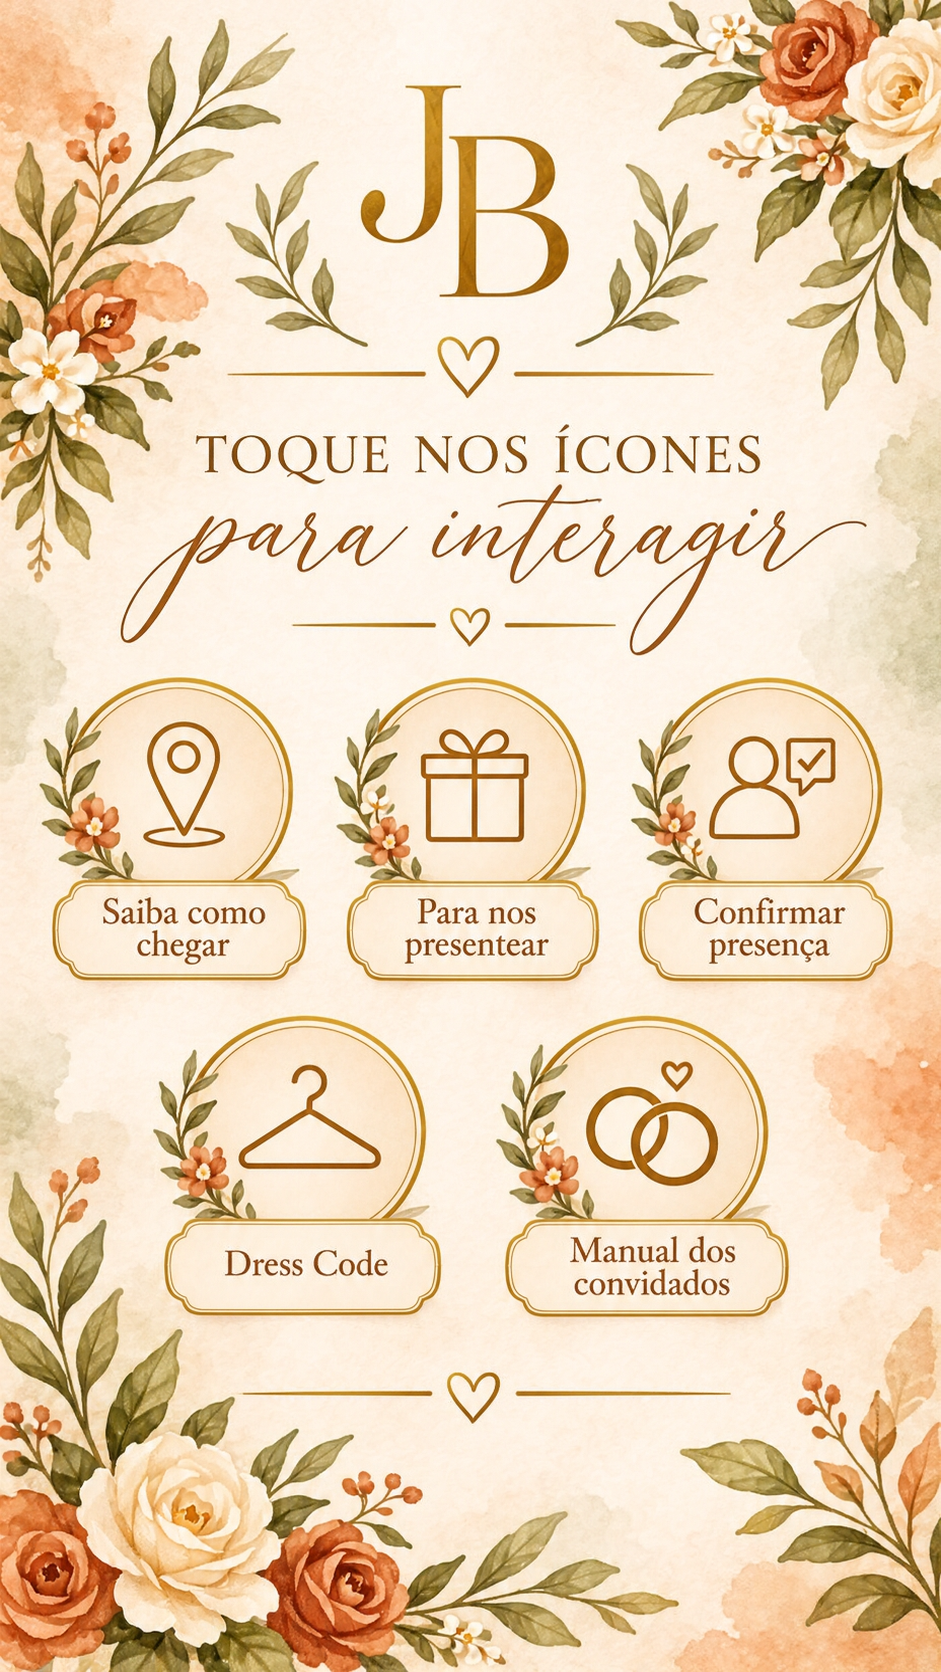 JB
TOQUE NOS ÍCONES
para interagir
Saiba como
chegar
Para nos
presentear
Confirmar
presença
Dress Code
Manual dos
convidados